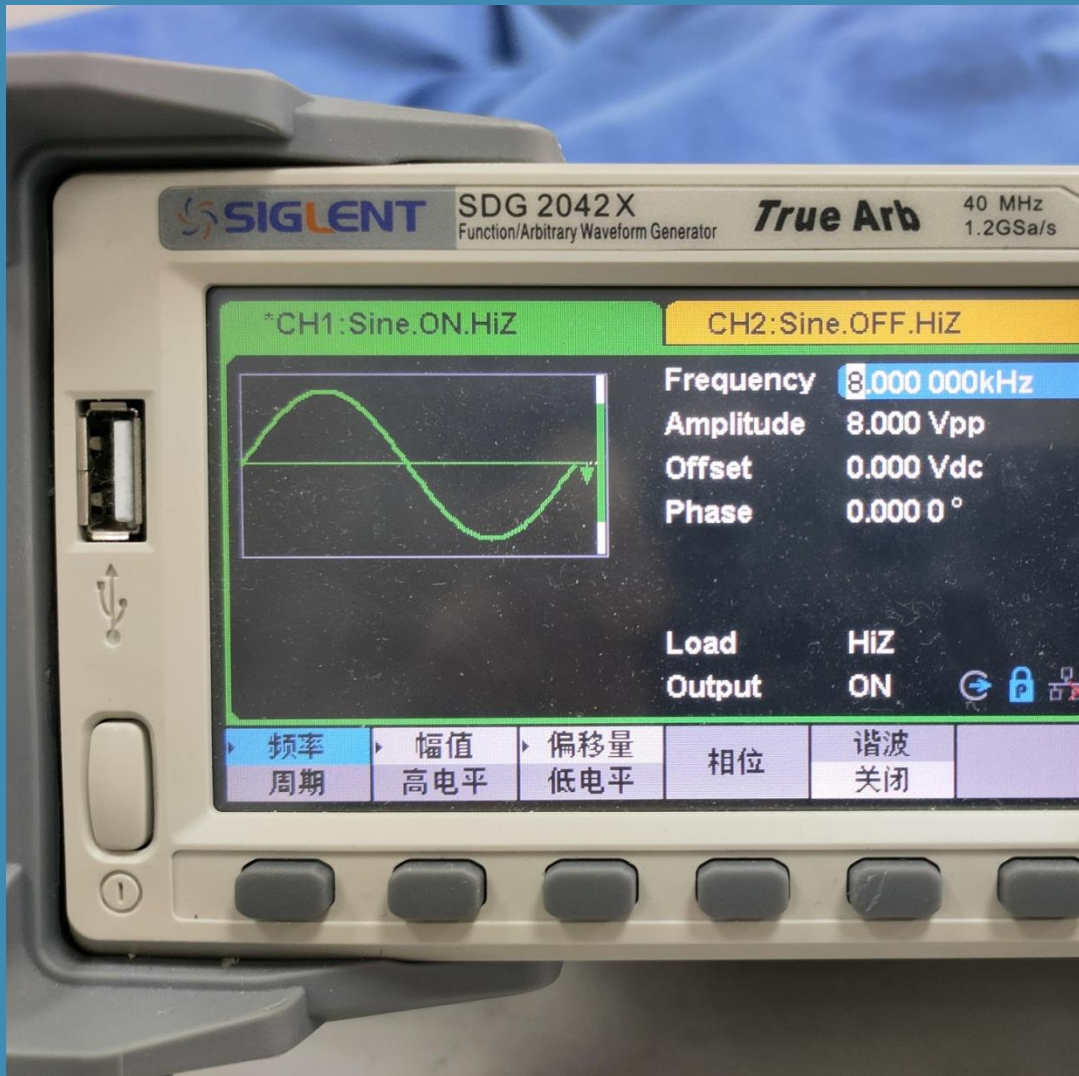 SIGLENT
SDG 2042X
Function/Arbitrary Waveform Generator
True Arb
40 MHz
1.2GSa/s
*CH1:Sine.ON.HiZ
CH2:Sine.OFF.HiZ
Frequency 8.000 000kHz
Amplitude 8.000 Vpp
Offset 0.000 Vdc
Phase 0.000 0 °
Load HiZ
Output ON
频率 幅值 偏移量 相位 谐波
周期 高电平 低电平 关闭